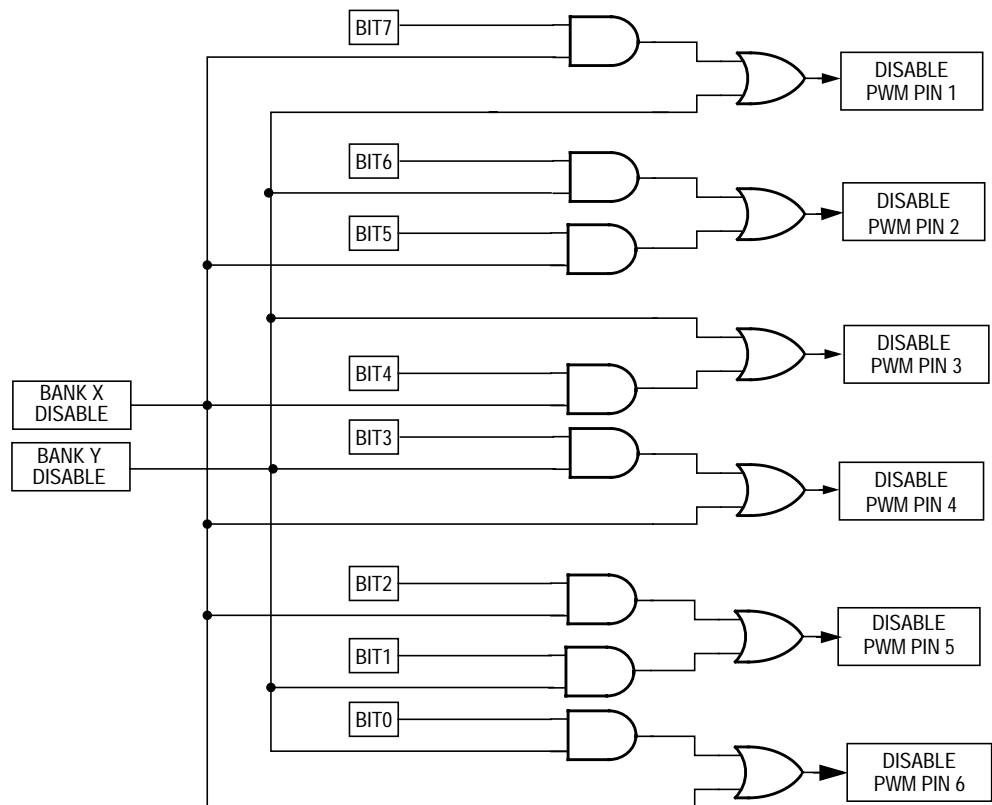 BIT7
DISABLE
PWM PIN 1
BIT6
DISABLE
PWM PIN 2
BIT5
DISABLE
PWM PIN 3
BIT4
BANK X
DISABLE
BIT3
BANK Y
DISABLE
DISABLE
PWM PIN 4
BIT2
DISABLE
PWM PIN 5
BIT1
BIT0
DISABLE
PWM PIN 6